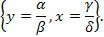 {y = α/β, x = γ/δ}.